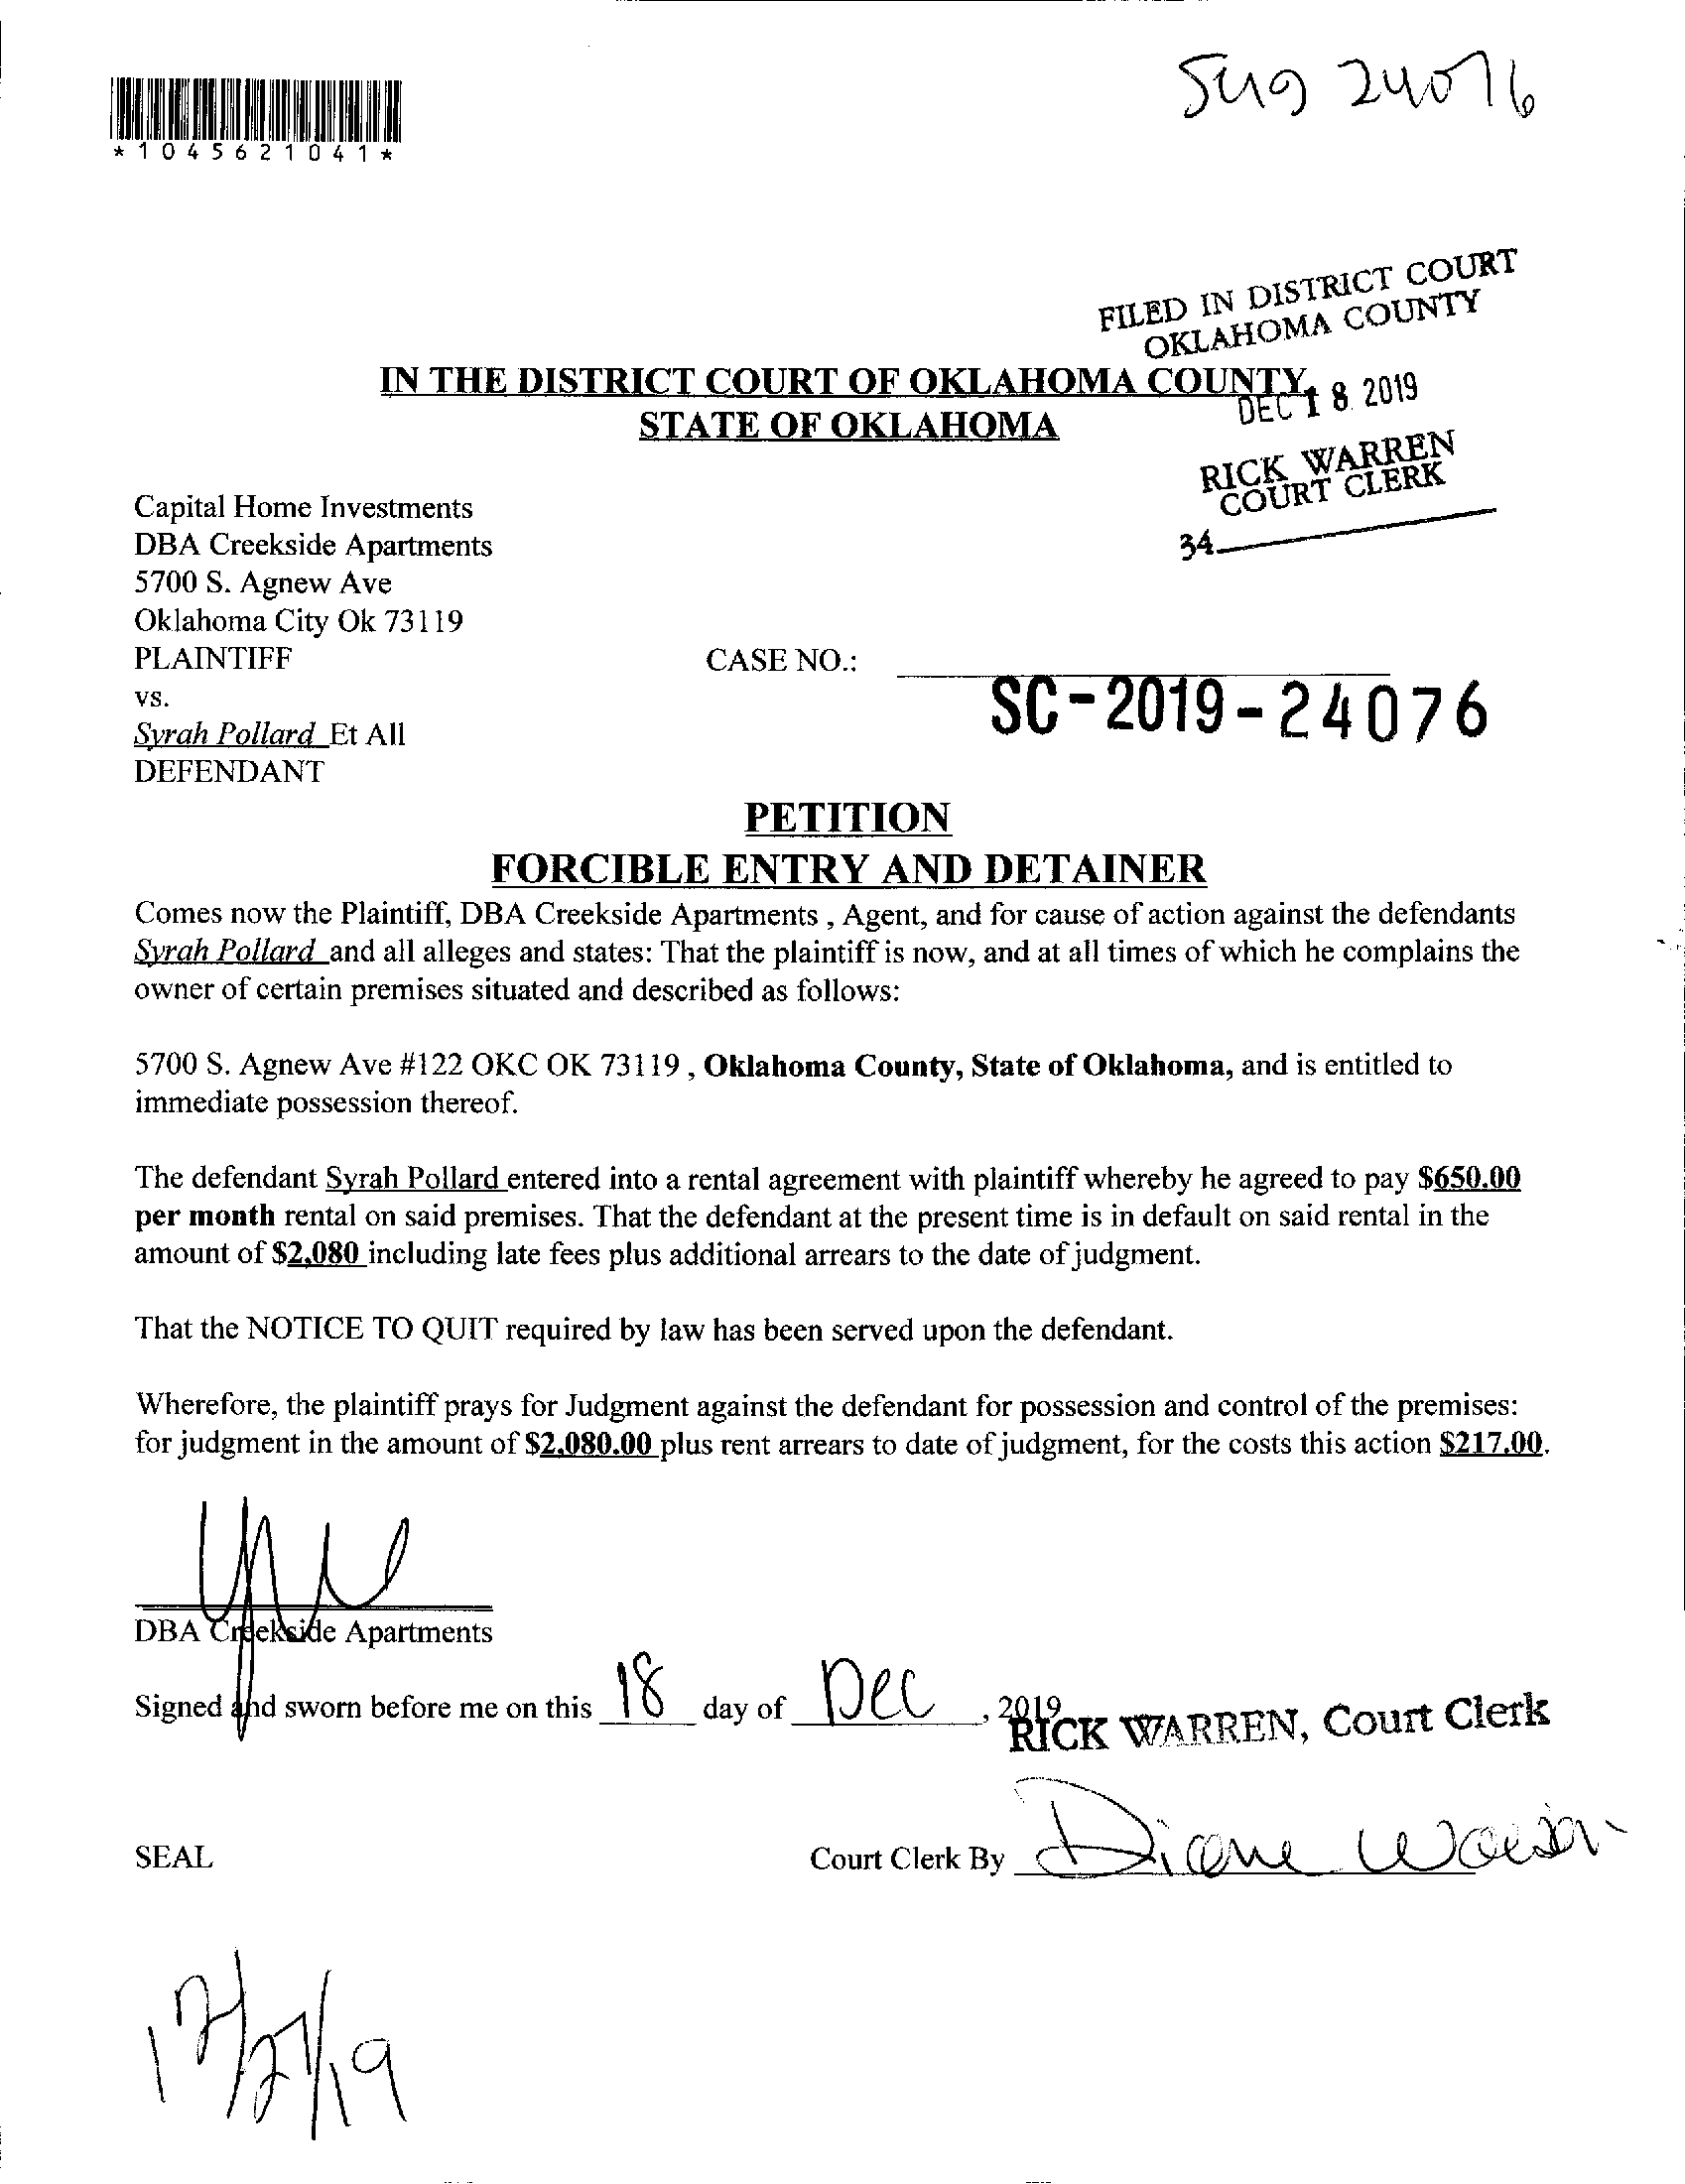 24076
*1045621041*
FILED IN DISTRICT COURT
OKLAHOMA COUNTY
IN THE DISTRICT COURT OF OKLAHOMA COUNTY,
DEC 18 2019
STATE OF OKLAHOMA
RICK WARREN
COURT CLERK
34
Capital Home Investments
DBA Creekside Apartments
5700 S. Agnew Ave
Oklahoma City Ok 73119
PLAINTIFF CASE NO.:
SC-2019-24076
vs.
Syrah Pollard Et All
DEFENDANT
PETITION
FORCIBLE ENTRY AND DETAINER
Comes now the Plaintiff, DBA Creekside Apartments , Agent, and for cause of action against the defendants
Syrah Pollard and all alleges and states: That the plaintiff is now, and at all times of which he complains the
owner of certain premises situated and described as follows:
5700 S. Agnew Ave #122 OKC OK 73119 , Oklahoma County, State of Oklahoma, and is entitled to
immediate possession thereof.
The defendant Syrah Pollard entered into a rental agreement with plaintiff whereby he agreed to pay $650.00
per month rental on said premises. That the defendant at the present time is in default on said rental in the
amount of $2,080 including late fees plus additional arrears to the date of judgment.
That the NOTICE TO QUIT required by law has been served upon the defendant.
Wherefore, the plaintiff prays for Judgment against the defendant for possession and control of the premises:
for judgment in the amount of $2,080.00 plus rent arrears to date of judgment, for the costs this action $217.00.
DBA Creekside Apartments
Signed and sworn before me on this 18 day of Dec, 2019
RICK WARREN, Court Clerk
SEAL Court Clerk By Diane
12/27/19